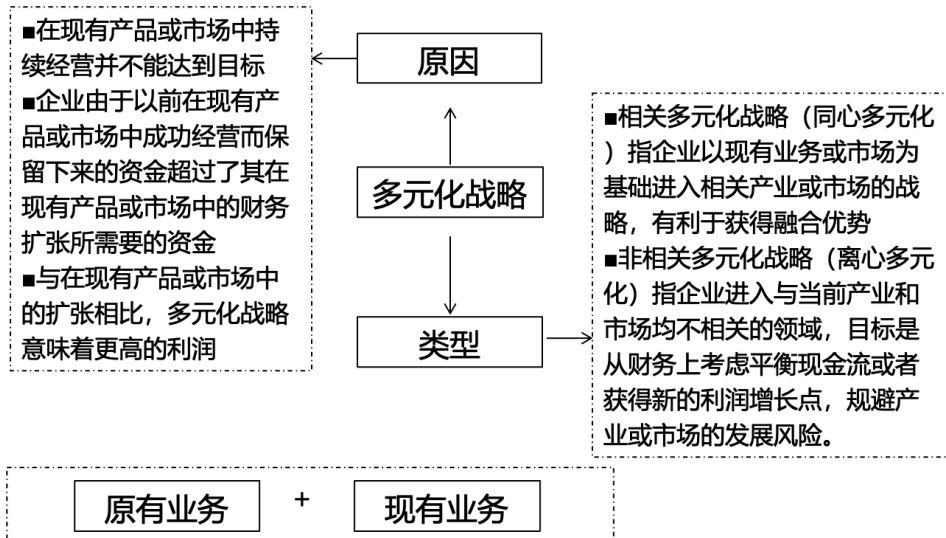 ■在现有产品或市场中持
续经营并不能达到目标
■企业由于以前在现有产
品或市场中成功经营而保
留下来的资金超过了其在
现有产品或市场中的财务
扩张所需要的资金
■与在现有产品或市场中
的扩张相比，多元化战略
意味着更高的利润
原因
多元化战略
类型
■相关多元化战略（同心多元化
）指企业以现有业务或市场为
基础进入相关产业或市场的战
略，有利于获得融合优势
■非相关多元化战略（离心多元
化）指企业进入与当前产业和
市场均不相关的领域，目标是
从财务上考虑平衡现金流或者
获得新的利润增长点，规避产
业或市场的发展风险。
原有业务 + 现有业务